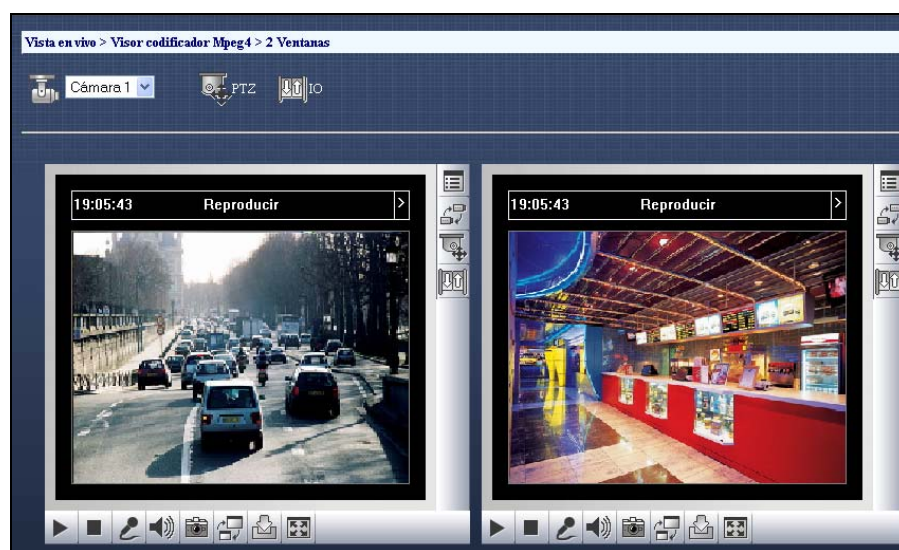 Vista en vivo > Visor codificador Mpeg4 > 2 Ventanas
Cámara 1 PTZ IO
19:05:43 Reproducir >
19:05:43 Reproducir >